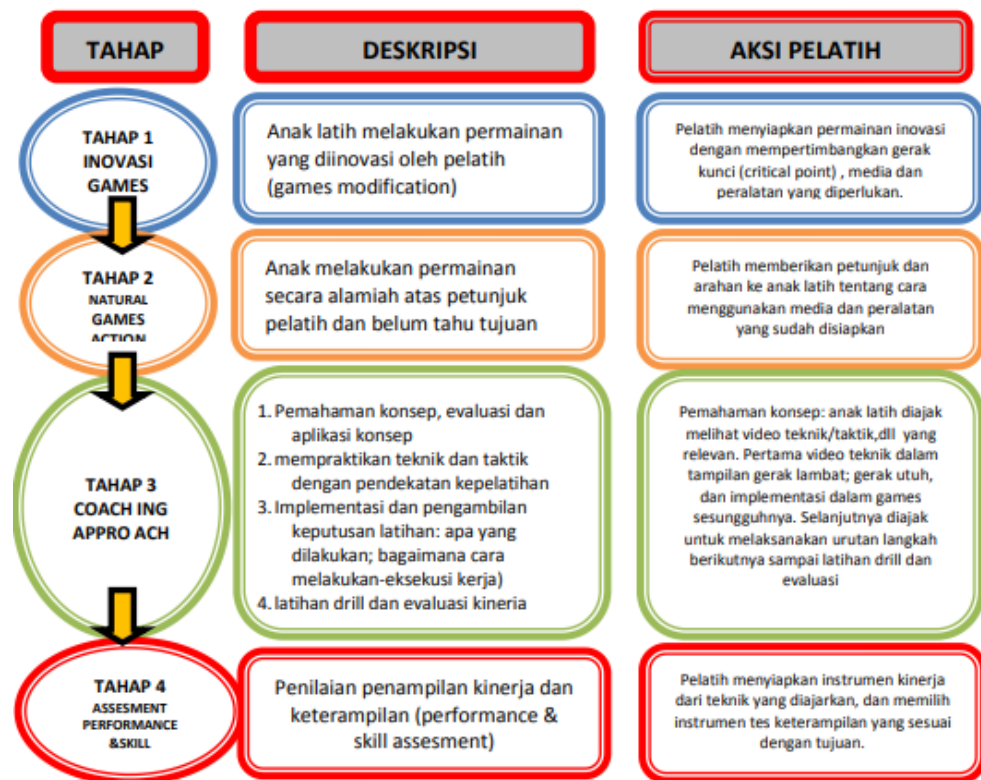 TAHAP
DESKRIPSI
AKSI PELATIH
TAHAP 1
INOVASI
GAMES
Anak latih melakukan permainan
yang diinovasi oleh pelatih
(games modification)
Pelatih menyiapkan permainan inovasi
dengan mempertimbangkan gerak
kunci (critical point) , media dan
peralatan yang diperlukan.
TAHAP 2
NATURAL
GAMES
ACTION
Anak melakukan permainan
secara alamiah atas petunjuk
pelatih dan belum tahu tujuan
Pelatih memberikan petunjuk dan
arahan ke anak latih tentang cara
menggunakan media dan peralatan
yang sudah disiapkan
TAHAP 3
COACH ING
APPRO ACH
1. Pemahaman konsep, evaluasi dan
aplikasi konsep
2. mempraktikan teknik dan taktik
dengan pendekatan kepelatihan
3. Implementasi dan pengambilan
keputusan latihan: apa yang
dilakukan; bagaimana cara
melakukan-eksekusi kerja)
4. latihan drill dan evaluasi kinerja
Pemahaman konsep: anak latih diajak
melihat video teknik/taktik,dll yang
relevan. Pertama video teknik dalam
tampilan gerak lambat; gerak utuh,
dan implementasi dalam games
sesungguhnya. Selanjutnya diajak
untuk melaksanakan urutan langkah
berikutnya sampai latihan drill dan
evaluasi
TAHAP 4
ASSESMENT
PERFORMANCE
&SKILL
Penilaian penampilan kinerja dan
keterampilan (performance &
skill assesment)
Pelatih menyiapkan instrumen kinerja
dari teknik yang diajarkan, dan memilih
instrumen tes keterampilan yang sesuai
dengan tujuan.